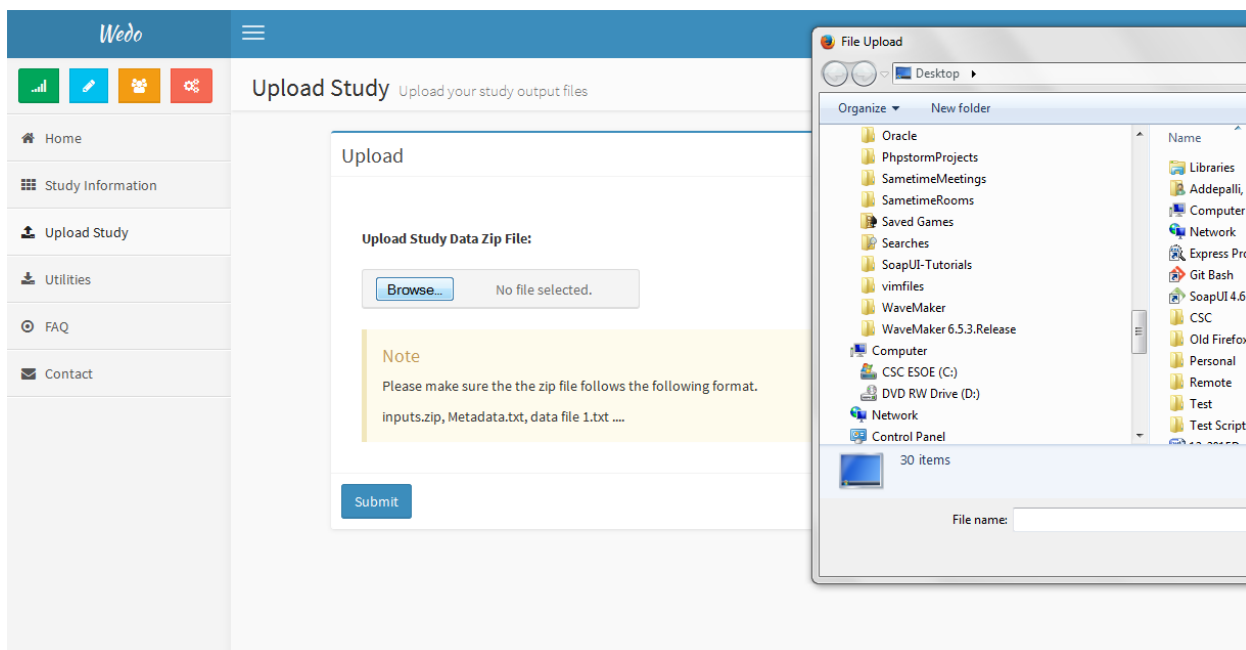 Wedo
Home
Study Information
Upload Study
Utilities
FAQ
Contact
Upload Study Upload your study output files
Upload
Upload Study Data Zip File:
Browse... No file selected.
Note
Please make sure the the zip file follows the following format.
inputs.zip, Metadata.txt, data file 1.txt ....
Submit
File Upload
Desktop
Organize New folder
Oracle
PhpstormProjects
SametimeMeetings
SametimeRooms
Saved Games
Searches
SoapUI-Tutorials
vimfiles
WaveMaker
WaveMaker 6.5.3.Release
Computer
CSC ESOE (C:)
DVD RW Drive (D:)
Network
Control Panel
Name
Libraries
Addepalli,
Computer
Network
Express Pro
Git Bash
SoapUI 4.6
CSC
Old Firefox
Personal
Remote
Test
Test Script
30 items
File name: